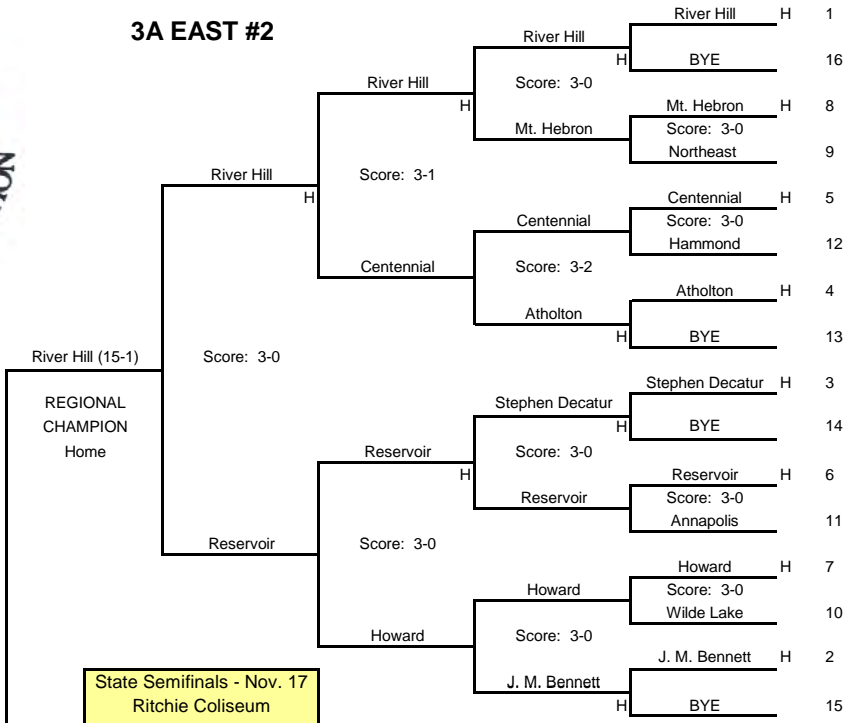 3A EAST #2
River Hill H 1
River Hill
H BYE 16
River Hill Score: 3-0
H Mt. Hebron H 8
Mt. Hebron Score: 3-0
Northeast 9
River Hill Score: 3-1
H Centennial H 5
Centennial Score: 3-0
Hammond 12
Centennial Score: 3-2
Atholton H 4
Atholton
H BYE 13
River Hill (15-1) Score: 3-0
REGIONAL
CHAMPION
Home
Stephen Decatur H 3
Stephen Decatur
H BYE 14
Reservoir Score: 3-0
H Reservoir H 6
Reservoir Score: 3-0
Annapolis 11
Reservoir Score: 3-0
Howard H 7
Howard Score: 3-0
Wilde Lake 10
Howard Score: 3-0
J. M. Bennett H 2
J. M. Bennett
H BYE 15
State Semifinals - Nov. 17
Ritchie Coliseum